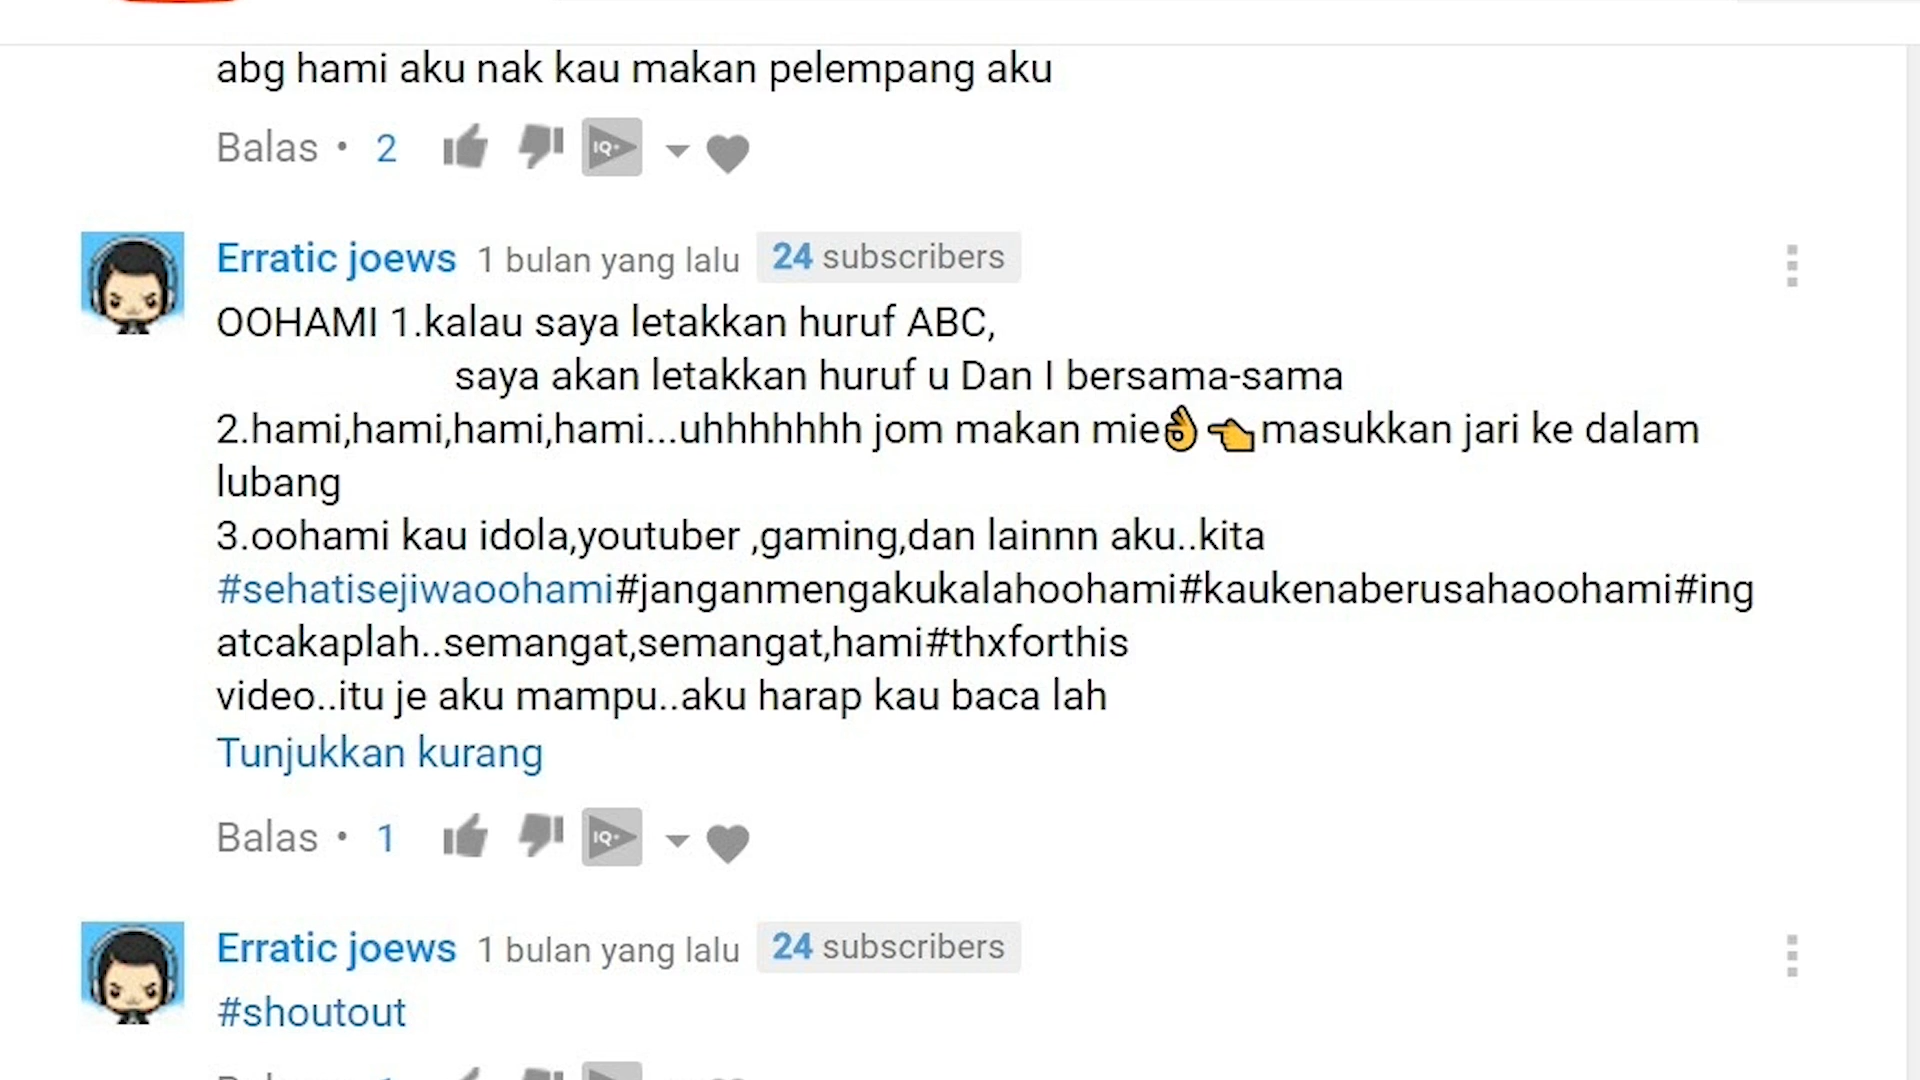 abg hami aku nak kau makan pelempang aku
Balas • 2
IQ+
Erratic joews 1 bulan yang lalu 24 subscribers
OOHAMI 1.kalau saya letakkan huruf ABC,
saya akan letakkan huruf u Dan I bersama-sama
2.hami,hami,hami,hami...uhhhhhhh jom makan mie👌👈masukkan jari ke dalam
lubang
3.oohami kau idola,youtuber ,gaming,dan lainnn aku..kita
#sehatisejiwaoohami#janganmengakukalahoohami#kaukenaberusahaoohami#ing
atcakaplah..semangat,semangat,hami#thxforthis
video..itu je aku mampu..aku harap kau baca lah
Tunjukkan kurang
Balas • 1
IQ+
Erratic joews 1 bulan yang lalu 24 subscribers
#shoutout